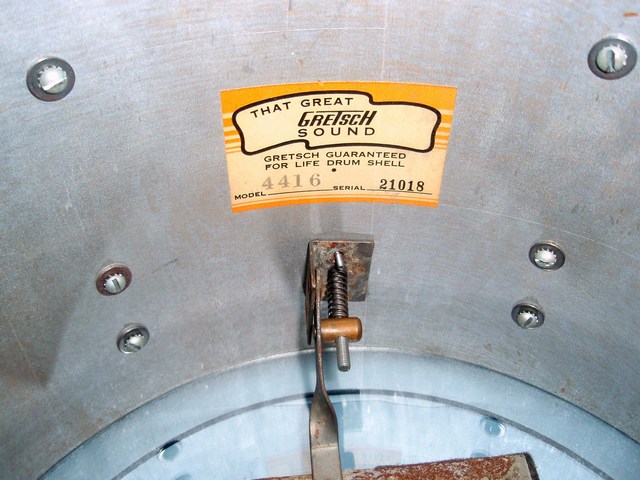 THAT GREAT
GRETSCH
SOUND
GRETSCH GUARANTEED
FOR LIFE DRUM SHELL
MODEL 4416 SERIAL 21018